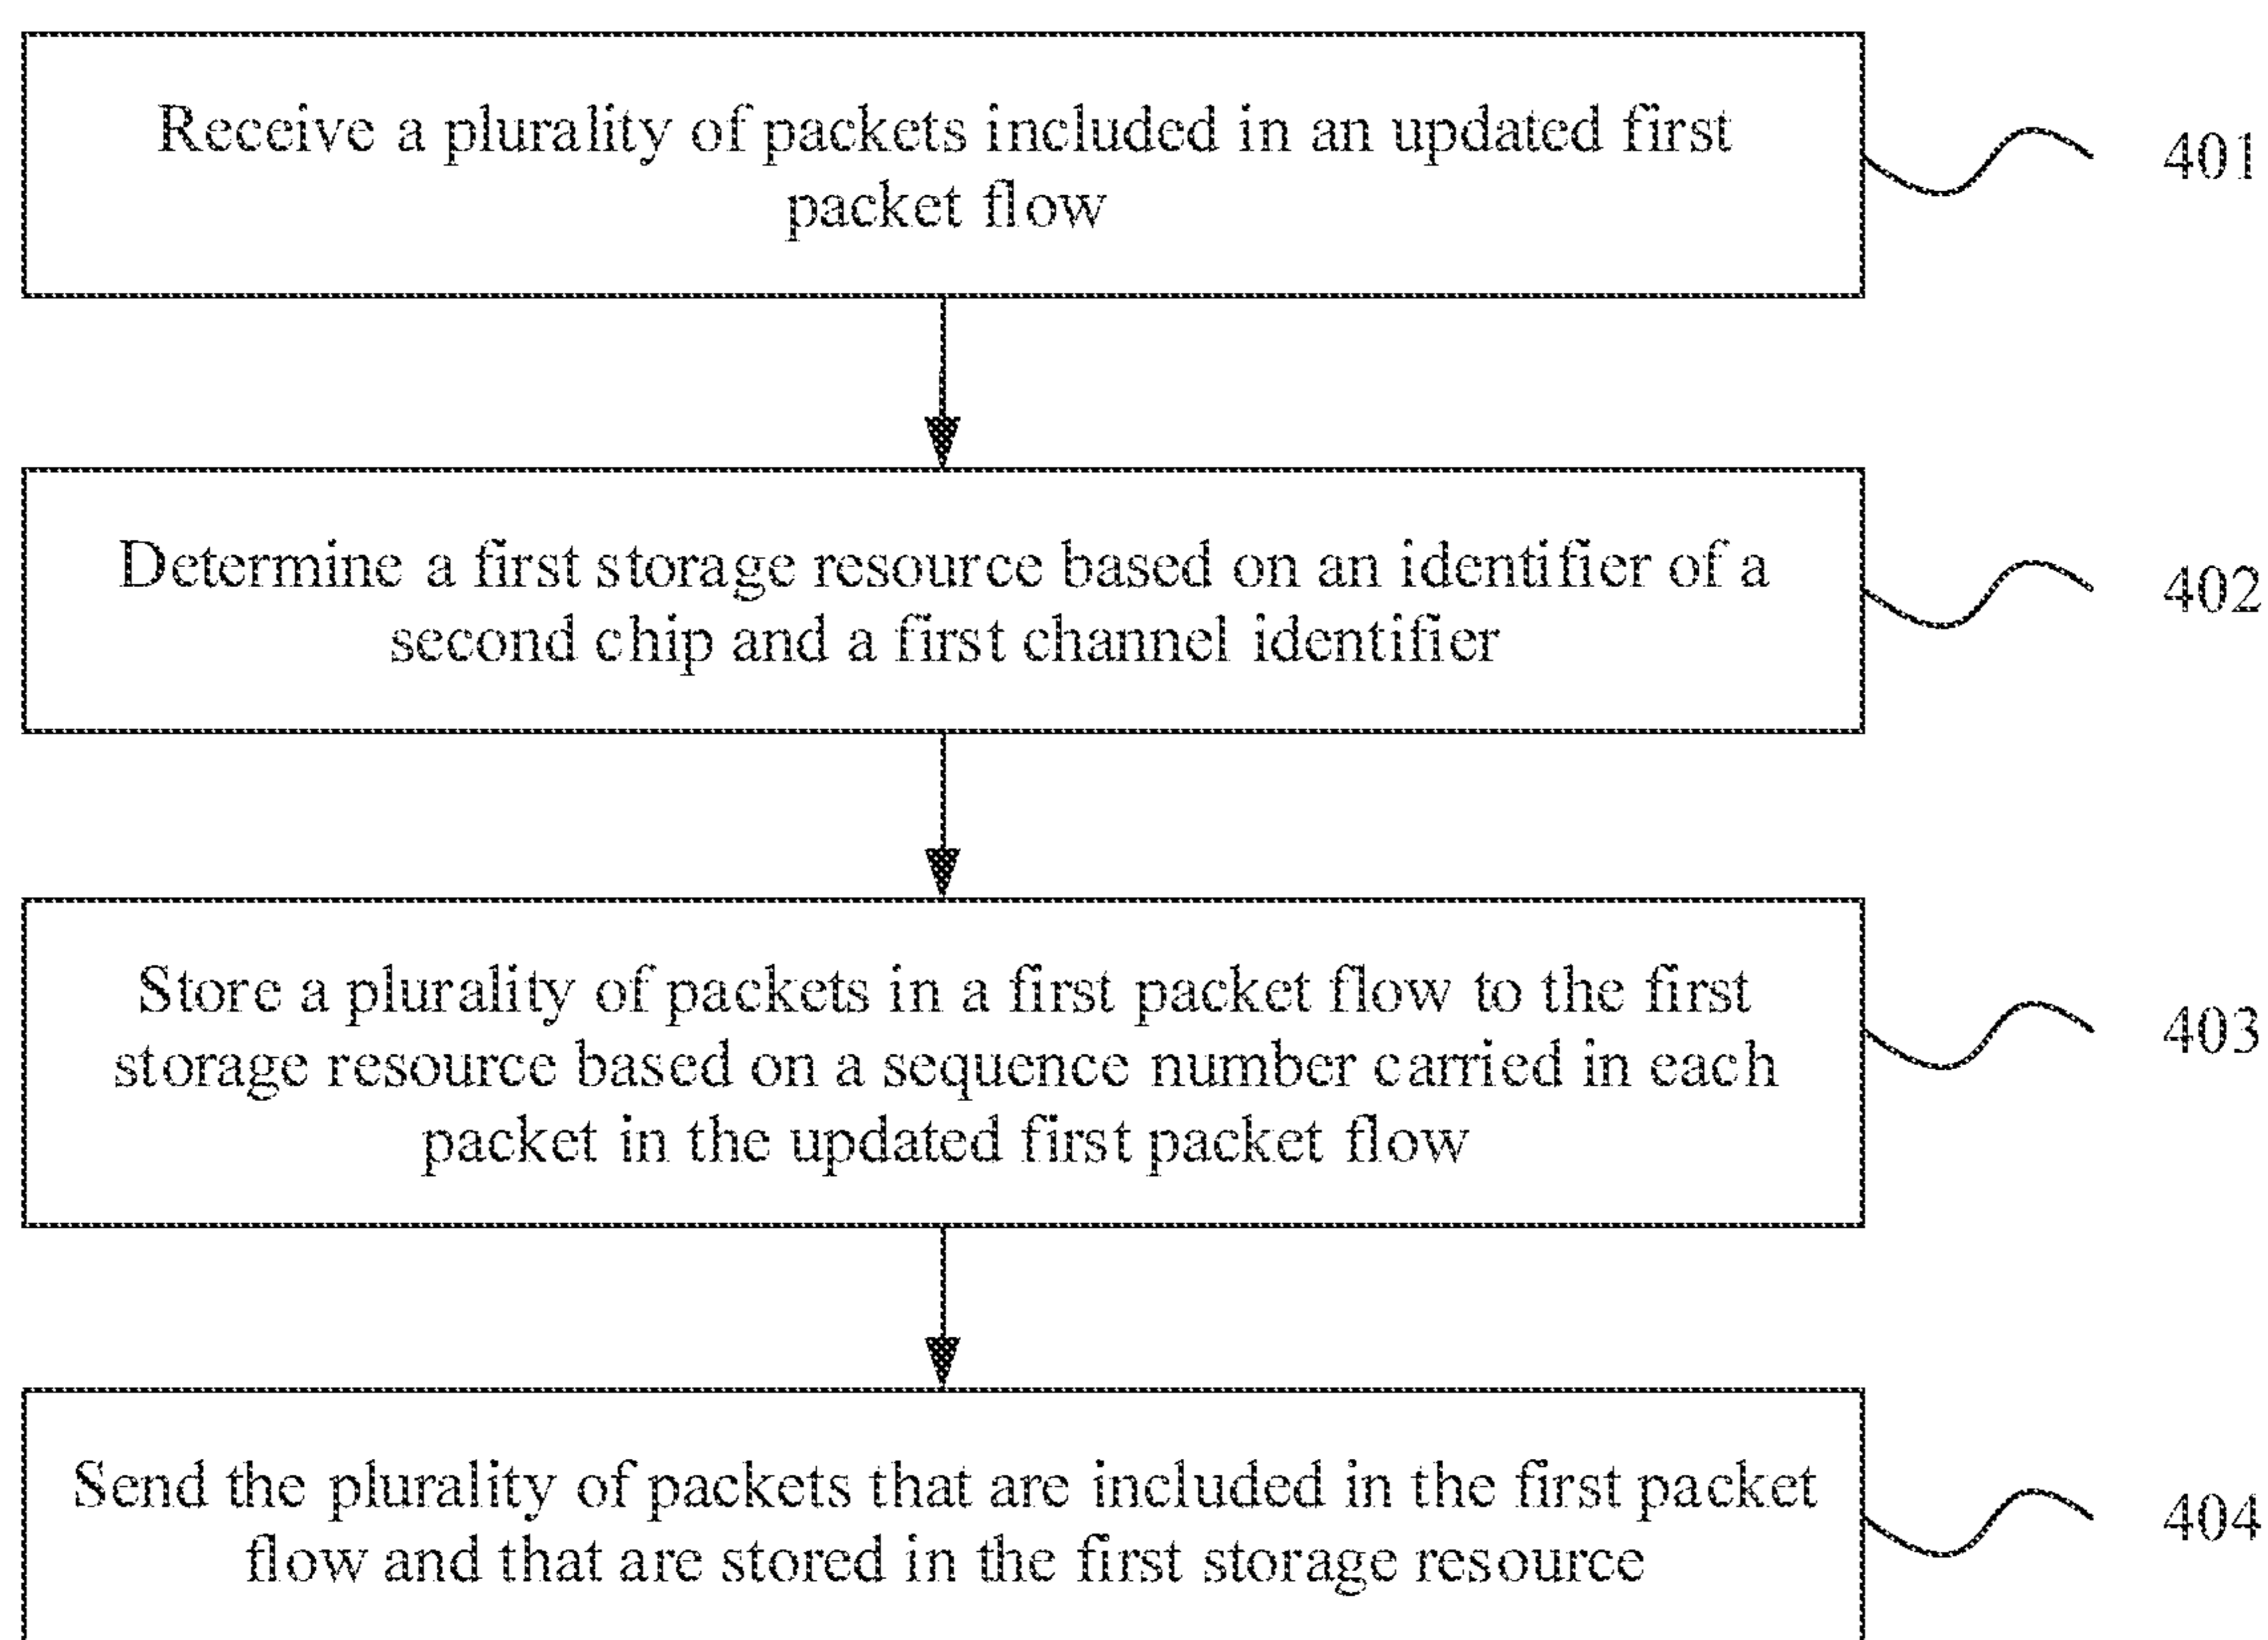 Receive a plurality of packets included in an updated first
packet flow
401
Determine a first storage resource based on an identifier of a
second chip and a first channel identifier
402
Store a plurality of packets in a first packet flow to the first
storage resource based on a sequence number carried in each
packet in the updated first packet flow
403
Send the plurality of packets that are included in the first packet
flow and that are stored in the first storage resource
404